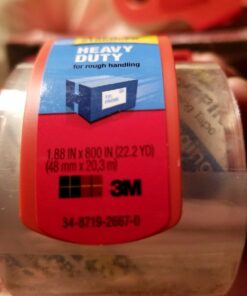 HEAVY
DUTY
for rough handling
1.88 IN x 800 IN (22.2 YD)
(48 mm x 20,3 m)
3M
34-8719-2667-0